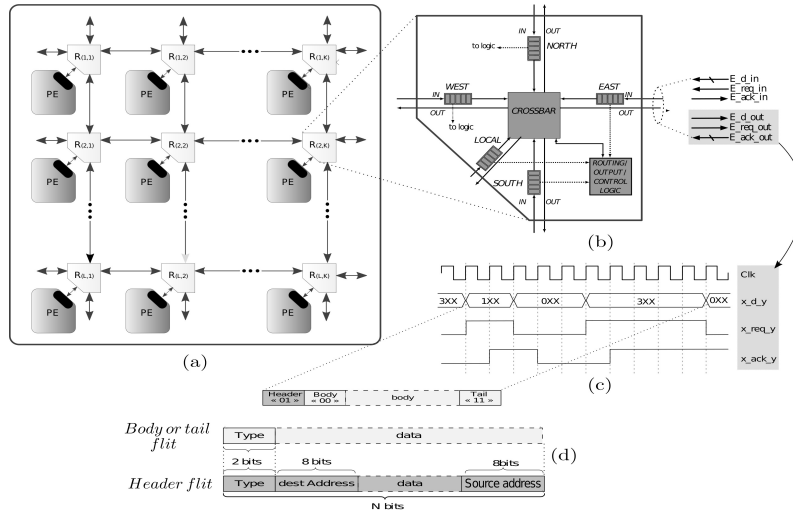 R(1,1) R(1,2) R(1,K)
PE PE PE
R(2,1) R(2,2) R(2,K)
PE PE PE
R(L,1) R(L,2) R(L,K)
PE PE PE
(a)
IN OUT
to logic NORTH
WEST EAST
IN IN
OUT CROSSBAR OUT
to logic
LOCAL
SOUTH
ROUTING/
OUTPUT/
CONTROL
LOGIC
IN OUT
(b)
E_d_in
E_req_in
E_ack_in
E_d_out
E_req_out
E_ack_out
Clk
3XX 1XX 0XX 3XX 0XX x_d_y
x_req_y
x_ack_y
(c)
Header « 01 » Body « 00 » body Tail « 11 »
Body or tail flit Type data
(d)
2 bits 8 bits 8bits
Header flit Type dest Address data Source address
N bits